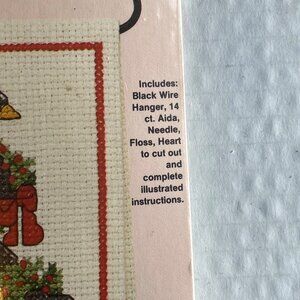 Includes:
Black Wire
Hanger, 14
ct. Aida,
Needle,
Floss, Heart
to cut out
and
complete
illustrated
instructions.